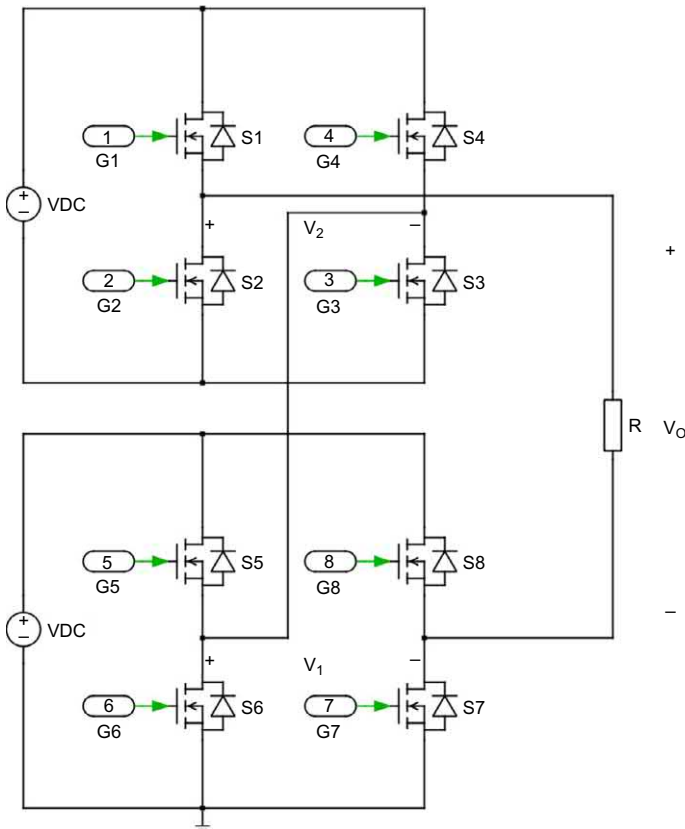 1 S1 4 S4
G1 G4
+
VDC
−
+ V2 −
+
2 S2 3 S3
G2 G3
R VO
5 S5 8 S8
G5 G8
−
+
VDC
−
+ V1 −
6 S6 7 S7
G6 G7